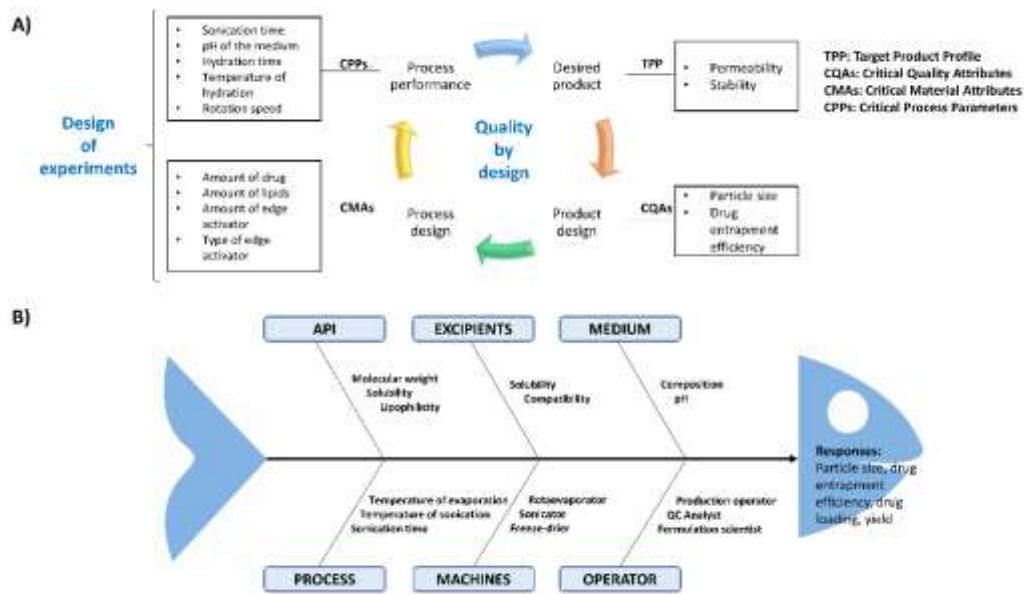 A)
Design
of
experiments
• Sonication time
• pH of the medium
• Hydration time
• Temperature of
hydration
• Rotation speed
CPPs
Process
performance
Desired
product
TPP
• Permeability
• Stability
TPP: Target Product Profile
CQAs: Critical Quality Attributes
CMAs: Critical Material Attributes
CPPs: Critical Process Parameters
Quality
by
design
• Amount of drug
• Amount of lipids
• Amount of edge
activator
• Type of edge
activator
CMAs
Process
design
Product
design
CQAs
• Particle size
• Drug
entrapment
efficiency
B)
API
EXCIPIENTS
MEDIUM
Molecular weight
Solubility
Lipophilicity
Solubility
Compatibility
Composition
pH
Responses:
Particle size, drug
entrapment
efficiency, drug
loading, yield
Temperature of evaporation
Temperature of sonication
Sonication time
Rotaevaporator
Sonicator
Freeze-drier
Production operator
QC Analyst
Formulation scientist
PROCESS
MACHINES
OPERATOR